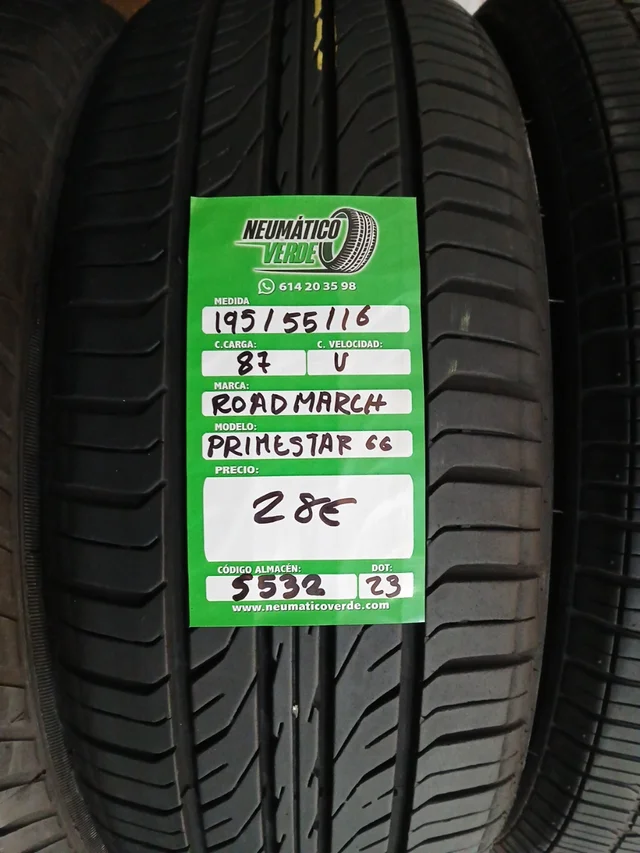 NEUMÁTICO
VERDE
614 20 35 98
MEDIDA
195/55/16
C.CARGA: C. VELOCIDAD:
87 V
MARCA:
ROADMARCH
MODELO:
PRIMESTAR 66
PRECIO:
28€
CÓDIGO ALMACÉN: DOT:
5532 23
www.neumaticoverde.com